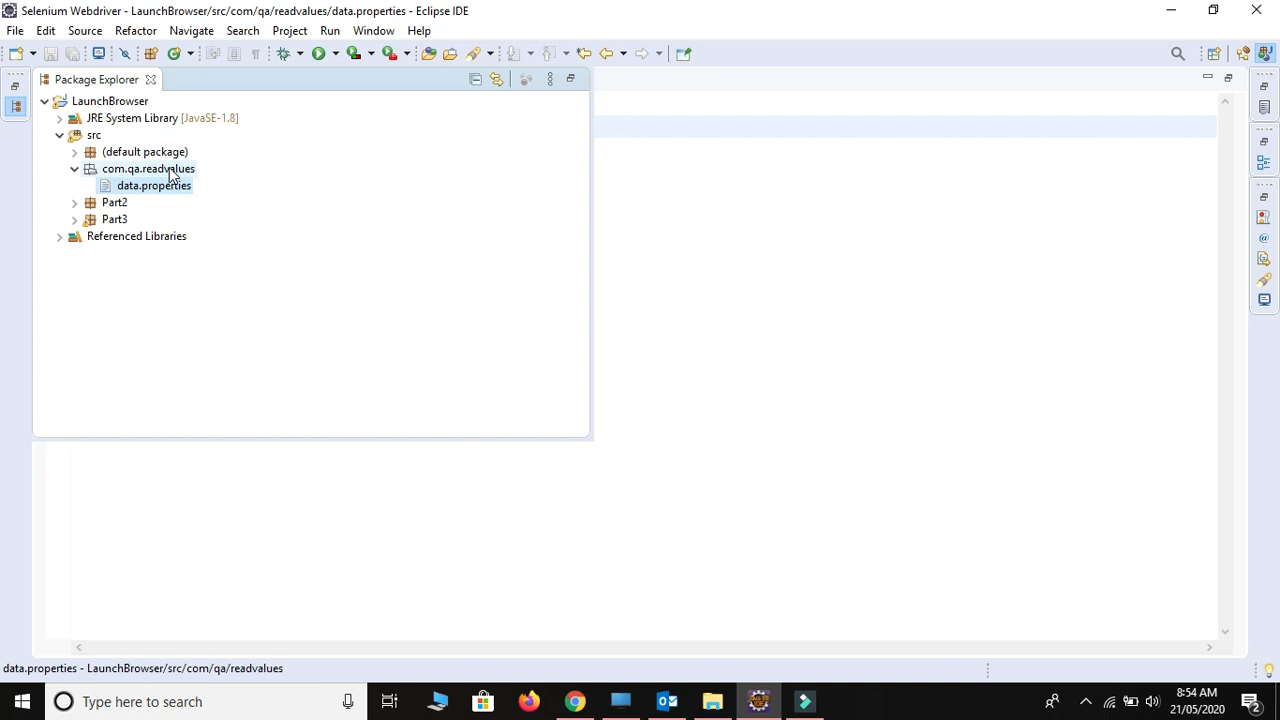 Selenium Webdriver - LaunchBrowser/src/com/qa/readvalues/data.properties - Eclipse IDE
File Edit Source Refactor Navigate Search Project Run Window Help
Package Explorer
LaunchBrowser
JRE System Library [JavaSE-1.8]
src
(default package)
com.qa.readvalues
data.properties
Part2
Part3
Referenced Libraries
data.properties - LaunchBrowser/src/com/qa/readvalues
Type here to search
8:54 AM
21/05/2020
2